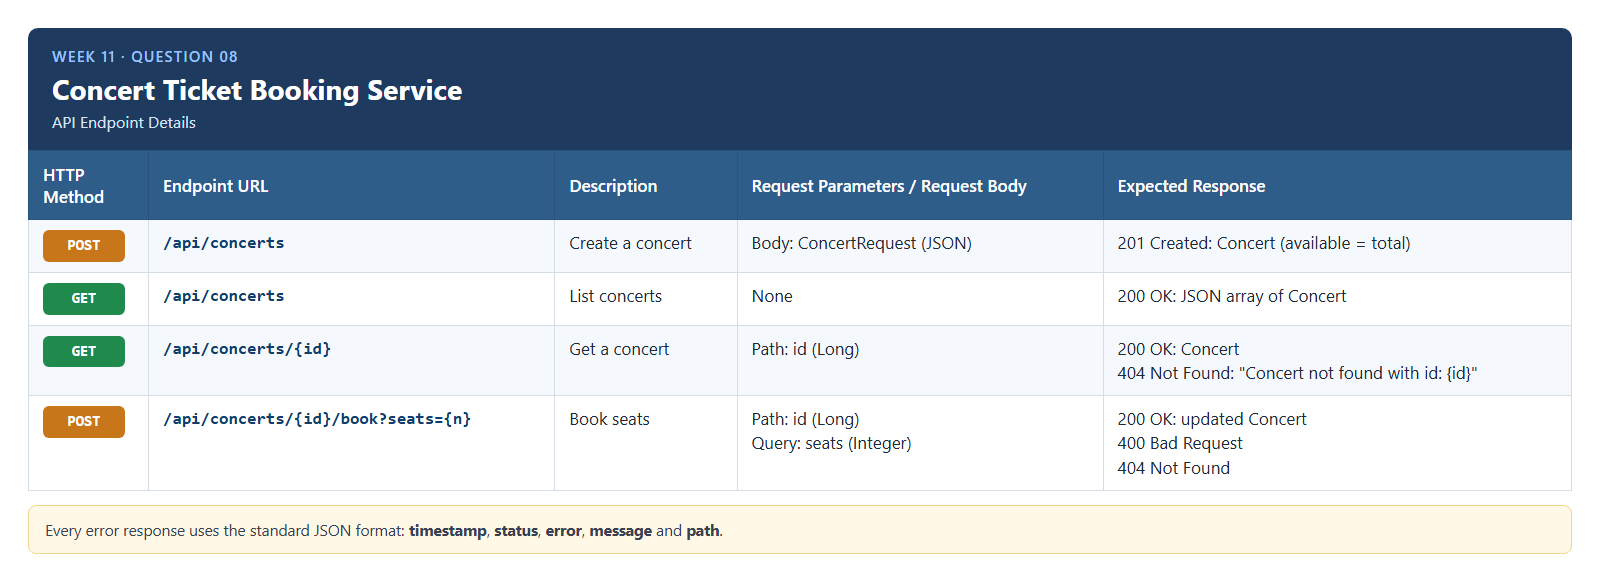 WEEK 11 · QUESTION 08
Concert Ticket Booking Service
API Endpoint Details
HTTP Method
Endpoint URL
Description
Request Parameters / Request Body
Expected Response
POST
/api/concerts
Create a concert
Body: ConcertRequest (JSON)
201 Created: Concert (available = total)
GET
/api/concerts
List concerts
None
200 OK: JSON array of Concert
GET
/api/concerts/{id}
Get a concert
Path: id (Long)
200 OK: Concert
404 Not Found: "Concert not found with id: {id}"
POST
/api/concerts/{id}/book?seats={n}
Book seats
Path: id (Long)
Query: seats (Integer)
200 OK: updated Concert
400 Bad Request
404 Not Found
Every error response uses the standard JSON format: timestamp, status, error, message and path.